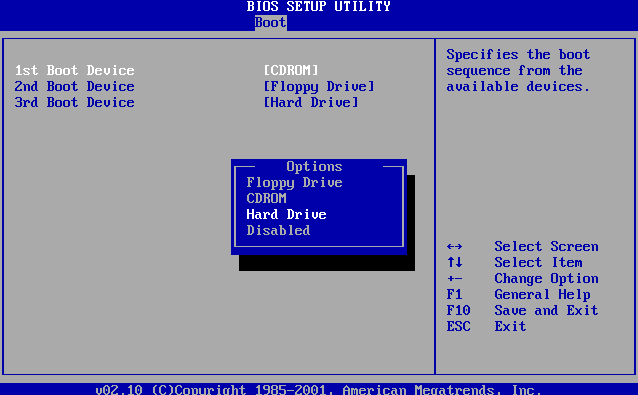 BIOS SETUP UTILITY
Boot
1st Boot Device [CDROM]
2nd Boot Device [Floppy Drive]
3rd Boot Device [Hard Drive]
Specifies the boot
sequence from the
available devices.
Options
Floppy Drive
CDROM
Hard Drive
Disabled
↔ Select Screen
↑↓ Select Item
+- Change Option
F1 General Help
F10 Save and Exit
ESC Exit
v02.10 (C)Copyright 1985-2001, American Megatrends, Inc.